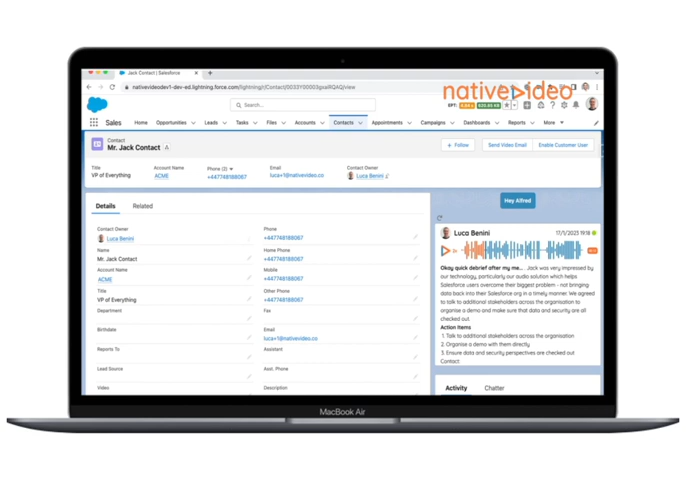 Jack Contact | Salesforce
nativevideodev1-dev-ed.lightning.force.com/lightning/r/Contact/0033Y00003gsaiRQAQ/view
nativevideo
Search...
EPT:
Sales
Home
Opportunities
Leads
Tasks
Files
Accounts
Contacts
Appointments
Campaigns
Dashboards
Reports
More
Contact
Mr. Jack Contact
+ Follow
Send Video Email
Enable Customer User
Title
Account Name
Phone (2)
Email
Contact Owner
VP of Everything
ACME
+447748188067
luca+1@nativevideo.co
Luca Benini
Details
Related
Contact Owner
Luca Benini
Name
Mr. Jack Contact
Account Name
ACME
Title
VP of Everything
Department
Birthdate
Reports To
Lead Source
Video
Phone
+447748188067
Home Phone
+447748188067
Mobile
+447748188067
Other Phone
+447748188067
Fax
Email
luca+1@nativevideo.co
Assistant
Asst. Phone
Description
Hey Alfred
Luca Benini
17/1/2023 19:18
Okay quick debrief after my me... Jack was very impressed by
our technology, particularly our audio solution which helps
Salesforce users overcome their biggest problem - not bringing
data back into their Salesforce org in a timely manner. We agreed
to talk to additional stakeholders across the organisation to
organise a demo and make sure that data and security are all
checked out.
Action Items
1. Talk to additional stakeholders across the organisation
2. Organise a demo with them directly
3. Ensure data and security perspectives are checked out
Contact:
Activity
Chatter
MacBook Air